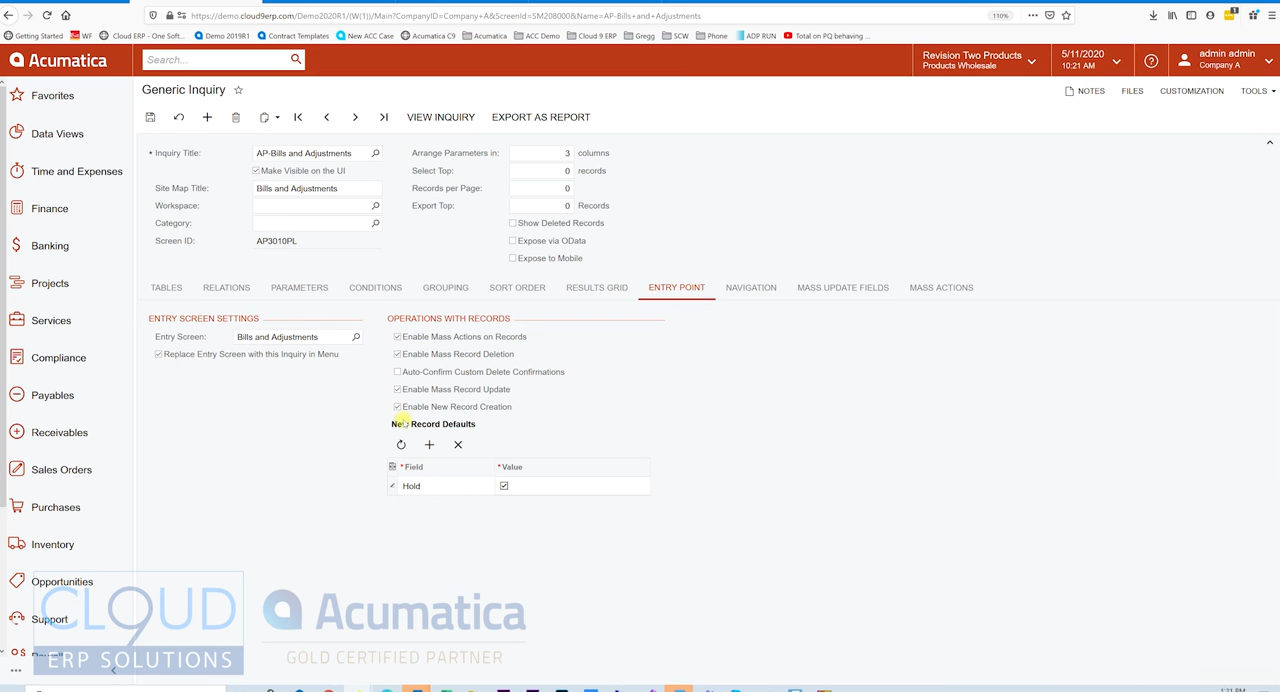 https://demo.cloud9erp.com/Demo2020R1/(W(1))/Main?CompanyID=Company A&ScreenId=SM208000&Name=AP-Bills+and+Adjustments
110%
Getting Started WF Cloud ERP - One Soft... Demo 2019R1 Contract Templates New ACC Case Acumatica C9 Acumatica ACC Demo Cloud 9 ERP Gregg SCW Phone ADP RUN Total on PQ behaving ...
Acumatica
Search...
Revision Two Products
Products Wholesale
5/11/2020
10:21 AM
admin admin
Company A
Favorites
Data Views
Time and Expenses
Finance
Banking
Projects
Services
Compliance
Payables
Receivables
Sales Orders
Purchases
Inventory
Opportunities
Support
Generic Inquiry
NOTES FILES CUSTOMIZATION TOOLS
VIEW INQUIRY EXPORT AS REPORT
Inquiry Title: AP-Bills and Adjustments
Make Visible on the UI
Site Map Title: Bills and Adjustments
Workspace:
Category:
Screen ID: AP3010PL
Arrange Parameters in: 3 columns
Select Top: 0 records
Records per Page: 0
Export Top: 0 Records
Show Deleted Records
Expose via OData
Expose to Mobile
TABLES RELATIONS PARAMETERS CONDITIONS GROUPING SORT ORDER RESULTS GRID ENTRY POINT NAVIGATION MASS UPDATE FIELDS MASS ACTIONS
ENTRY SCREEN SETTINGS
Entry Screen: Bills and Adjustments
Replace Entry Screen with this Inquiry in Menu
OPERATIONS WITH RECORDS
Enable Mass Actions on Records
Enable Mass Record Deletion
Auto-Confirm Custom Delete Confirmations
Enable Mass Record Update
Enable New Record Creation
New Record Defaults
* Field * Value
Hold
CLOUD 9
ERP SOLUTIONS
Acumatica
GOLD CERTIFIED PARTNER
1:21 PM